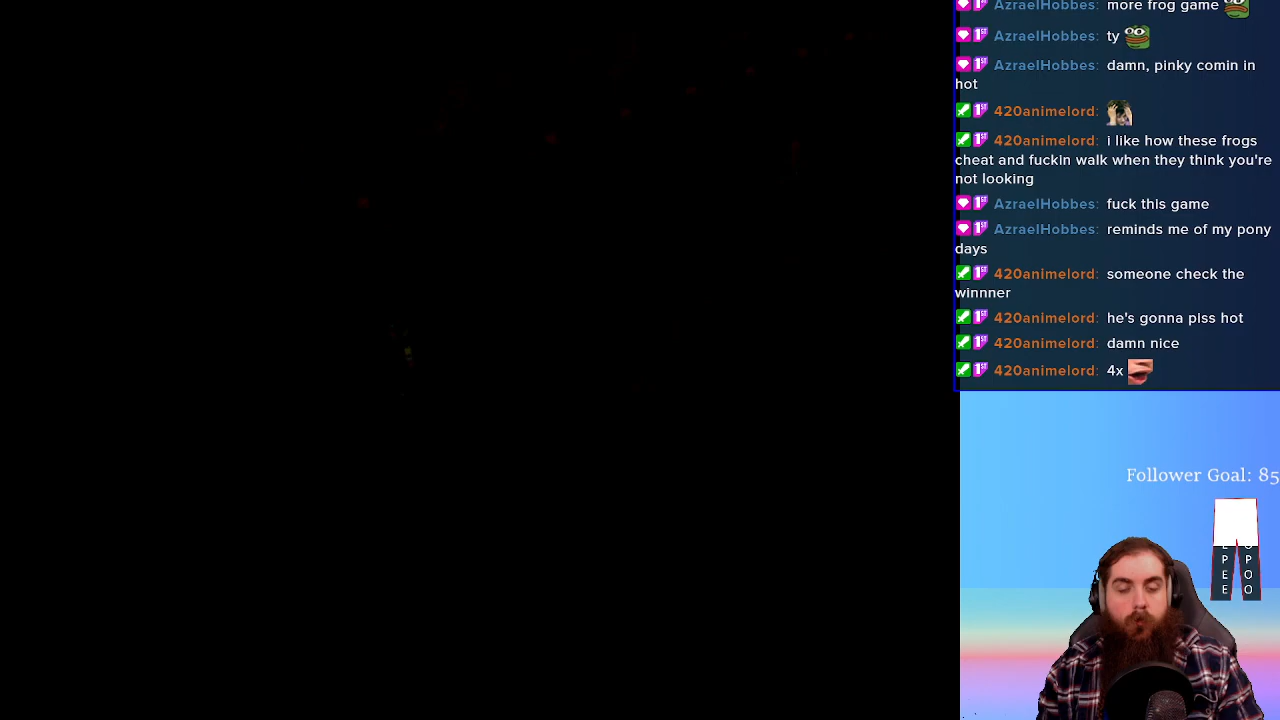 AzraelHobbes: more frog game
AzraelHobbes: ty
AzraelHobbes: damn, pinky comin in
hot
420animelord:
420animelord: i like how these frogs
cheat and fuckin walk when they think you're
not looking
AzraelHobbes: fuck this game
AzraelHobbes: reminds me of my pony
days
420animelord: someone check the
winnner
420animelord: he's gonna piss hot
420animelord: damn nice
420animelord: 4x
Follower Goal: 85
E O
P P
E O
E O